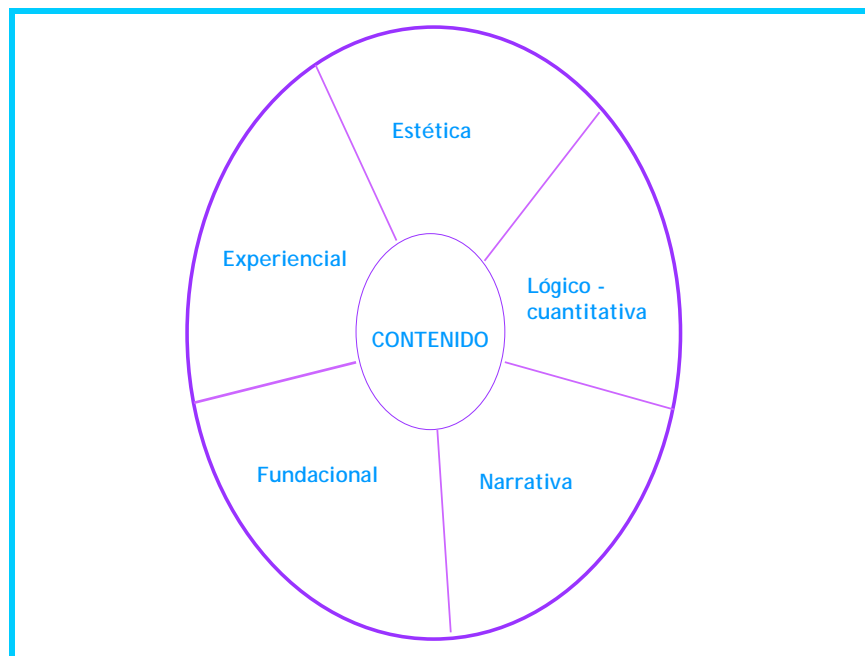 Estética
Experiencial
Lógico -
cuantitativa
CONTENIDO
Fundacional
Narrativa